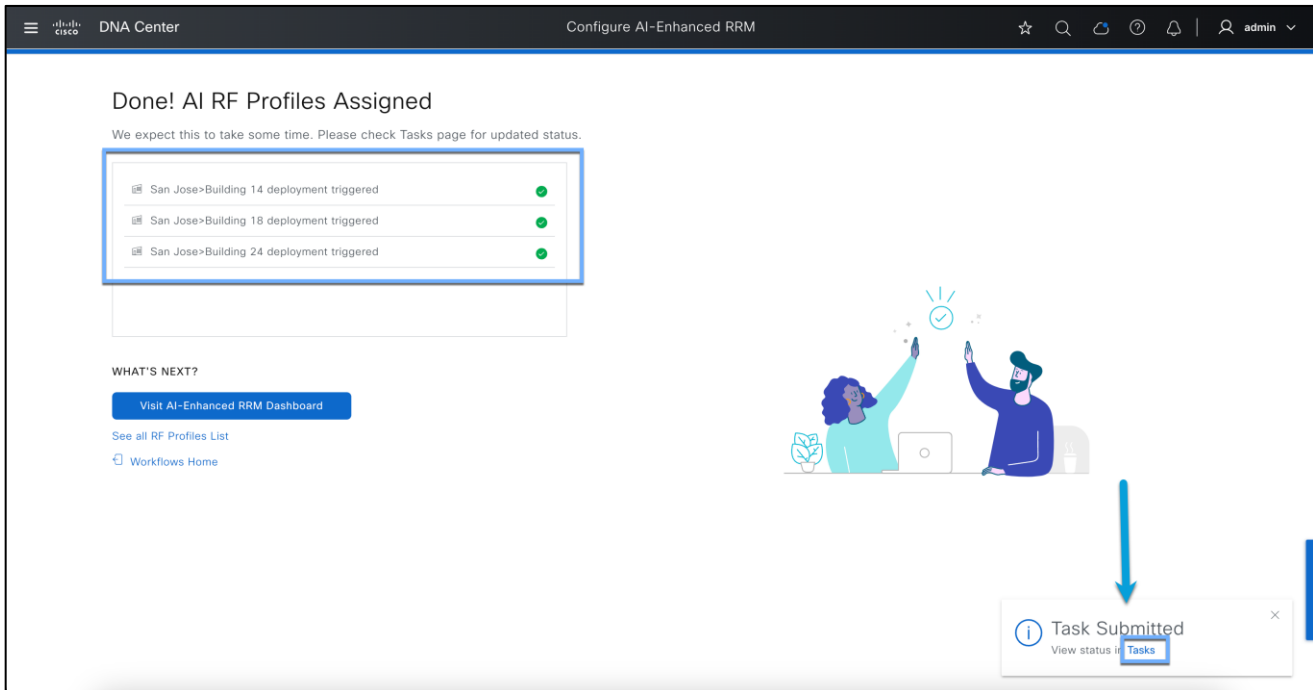 cisco DNA Center
Configure AI-Enhanced RRM
admin
Done! AI RF Profiles Assigned
We expect this to take some time. Please check Tasks page for updated status.
San Jose>Building 14 deployment triggered
San Jose>Building 18 deployment triggered
San Jose>Building 24 deployment triggered
WHAT'S NEXT?
Visit AI-Enhanced RRM Dashboard
See all RF Profiles List
Workflows Home
Task Submitted
View status in Tasks